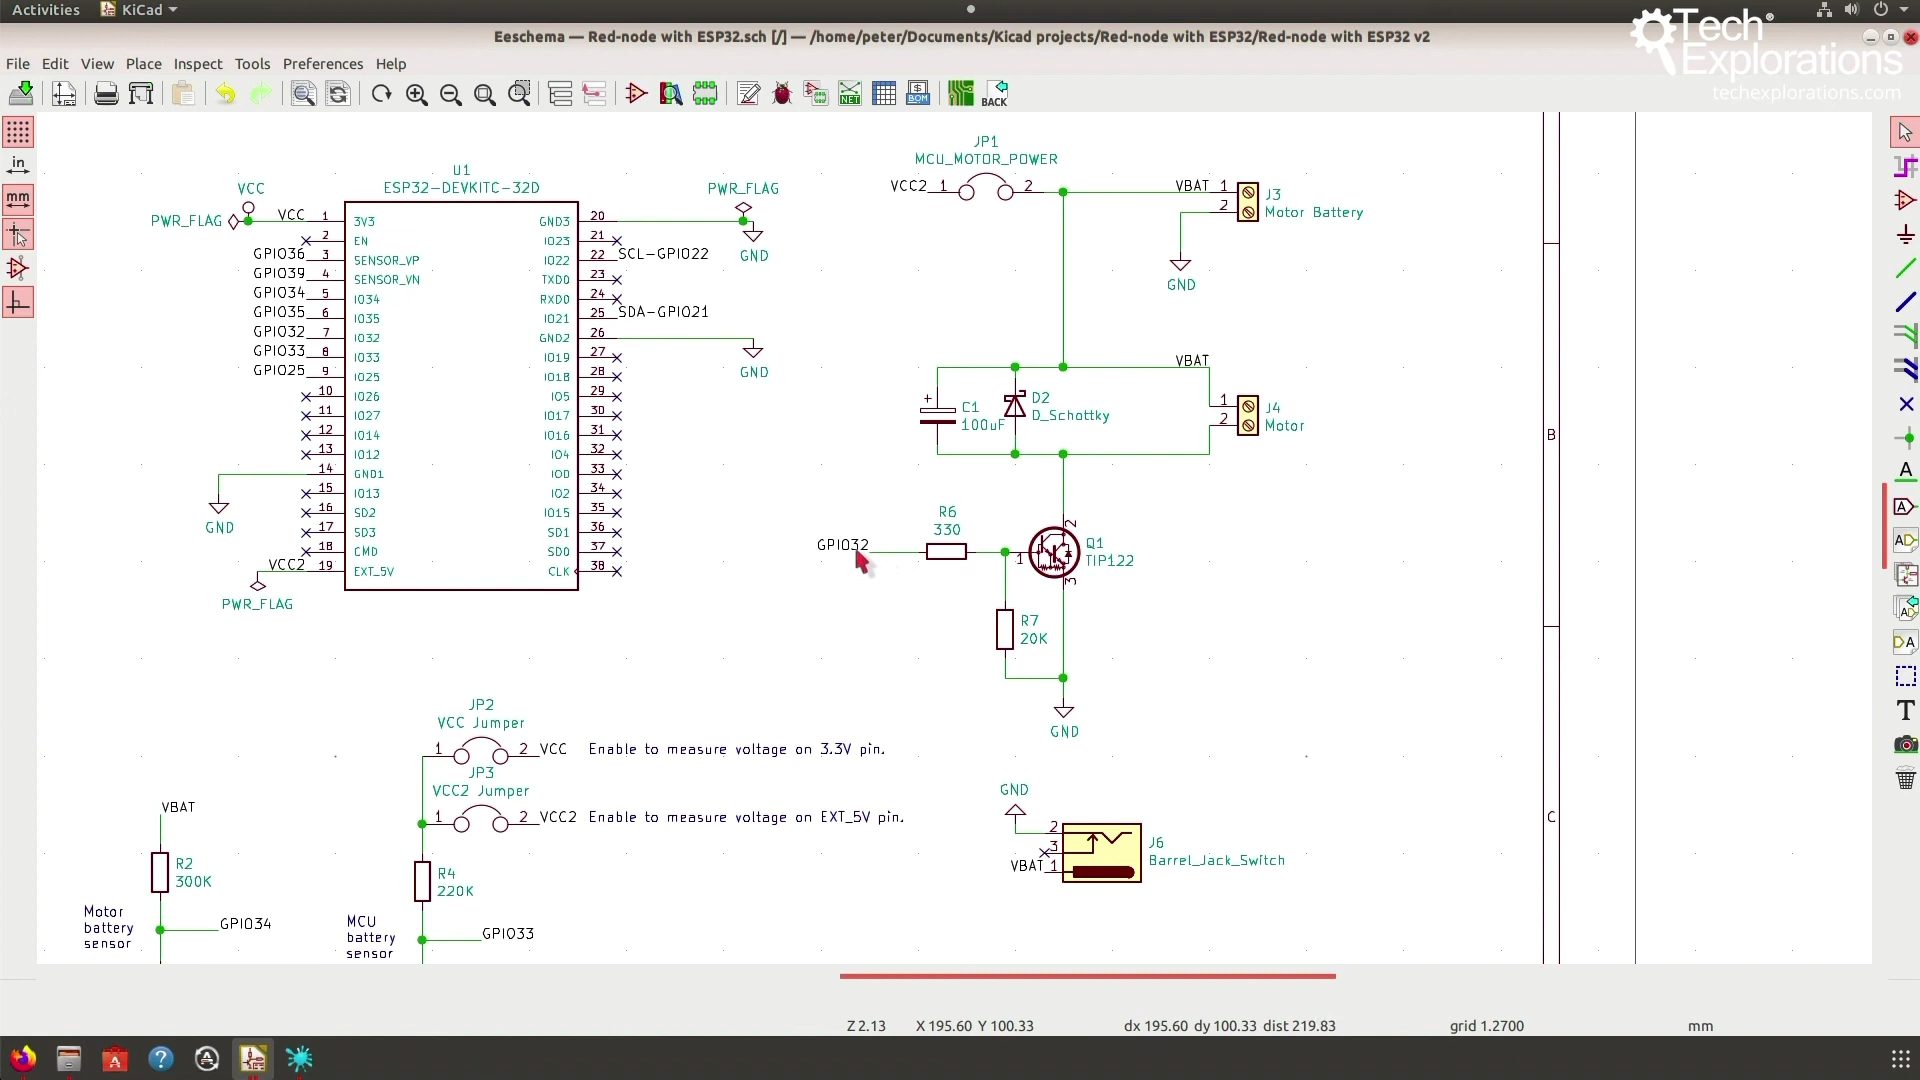 Activities
KiCad
Eeschema — Red-node with ESP32.sch [/] — /home/peter/Documents/Kicad projects/Red-node with ESP32/Red-node with ESP32 v2
Tech
Explorations
techexplorations.com
File Edit View Place Inspect Tools Preferences Help
NET
BOM
BACK
in
mm
U1
ESP32-DEVKITC-32D
VCC
PWR_FLAG
VCC 1 3V3
2 EN
GPIO36 3 SENSOR_VP
GPIO39 4 SENSOR_VN
GPIO34 5 IO34
GPIO35 6 IO35
GPIO32 7 IO32
GPIO33 8 IO33
GPIO25 9 IO25
10 IO26
11 IO27
12 IO14
13 IO12
14 GND1
15 IO13
16 SD2
17 SD3
18 CMD
VCC2 19 EXT_5V
GND
PWR_FLAG
GND3 20
IO23 21
IO22 22 SCL-GPIO22
TXD0 23
RXD0 24
IO21 25 SDA-GPIO21
GND2 26
IO19 27
IO18 28
IO5 29
IO17 30
IO16 31
IO4 32
IO0 33
IO2 34
IO15 35
SD1 36
SD0 37
CLK 38
PWR_FLAG
GND
GND
JP1
MCU_MOTOR_POWER
VCC2 1 2
VBAT 1
2
J3
Motor Battery
GND
VBAT
C1
100uF
D2
D_Schottky
1
2
J4
Motor
GPIO32
R6
330
1
2
3
Q1
TIP122
R7
20K
GND
JP2
VCC Jumper
1 2 VCC Enable to measure voltage on 3.3V pin.
JP3
VCC2 Jumper
1 2 VCC2 Enable to measure voltage on EXT_5V pin.
VBAT
R2
300K
Motor
battery
sensor
GPIO34
R4
220K
MCU
battery
sensor
GPIO33
GND
2
3
VBAT 1
J6
Barrel_Jack_Switch
B
C
Z 2.13 X 195.60 Y 100.33 dx 195.60 dy 100.33 dist 219.83 grid 1.2700 mm